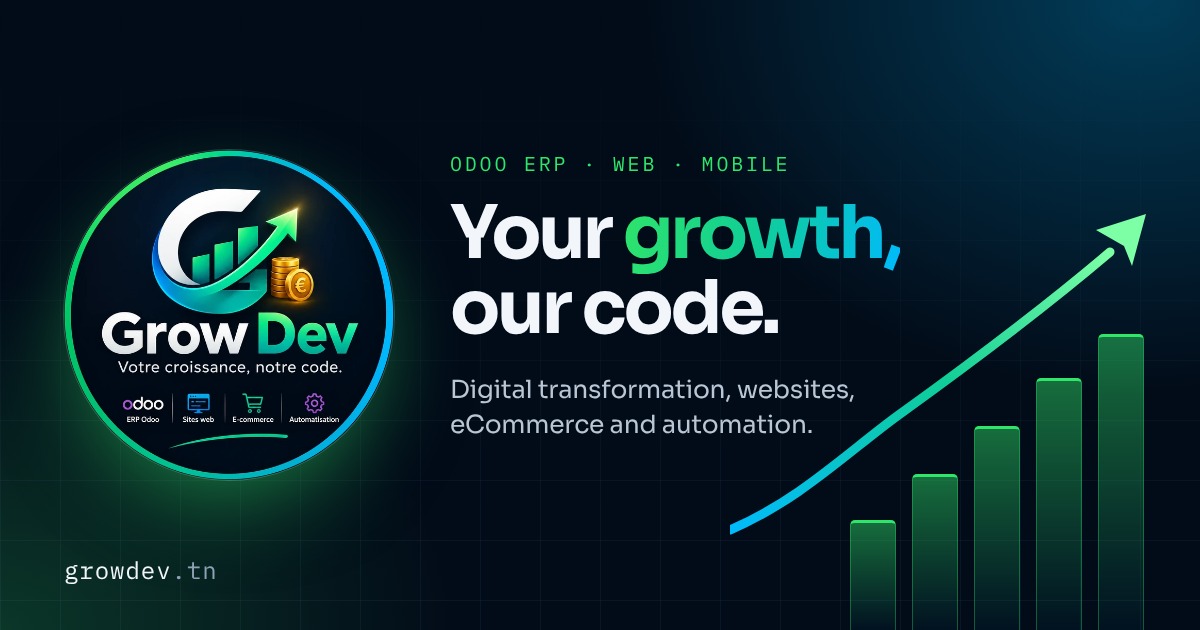 ODOO ERP · WEB · MOBILE
Your growth,
our code.
Digital transformation, websites,
eCommerce and automation.
Grow Dev
Votre croissance, notre code.
odoo
ERP Odoo
Sites web
E-commerce
Automatisation
growdev.tn